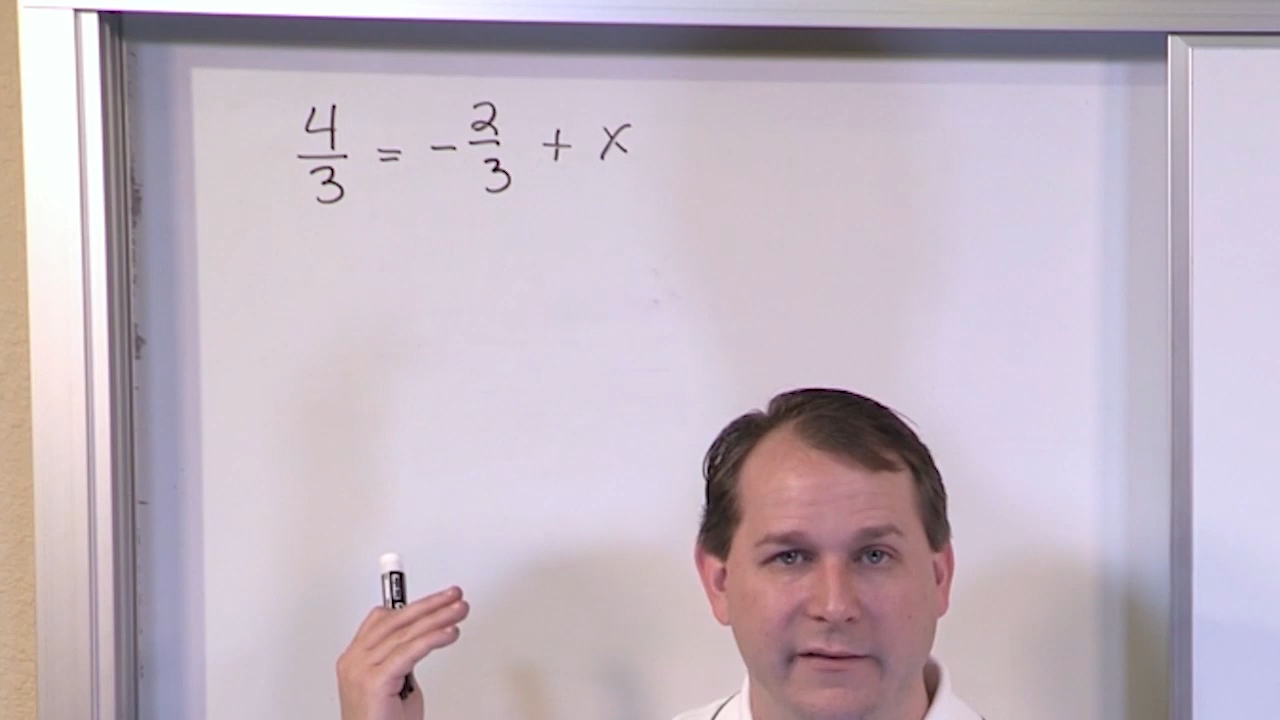 4/3 = -2/3 + x